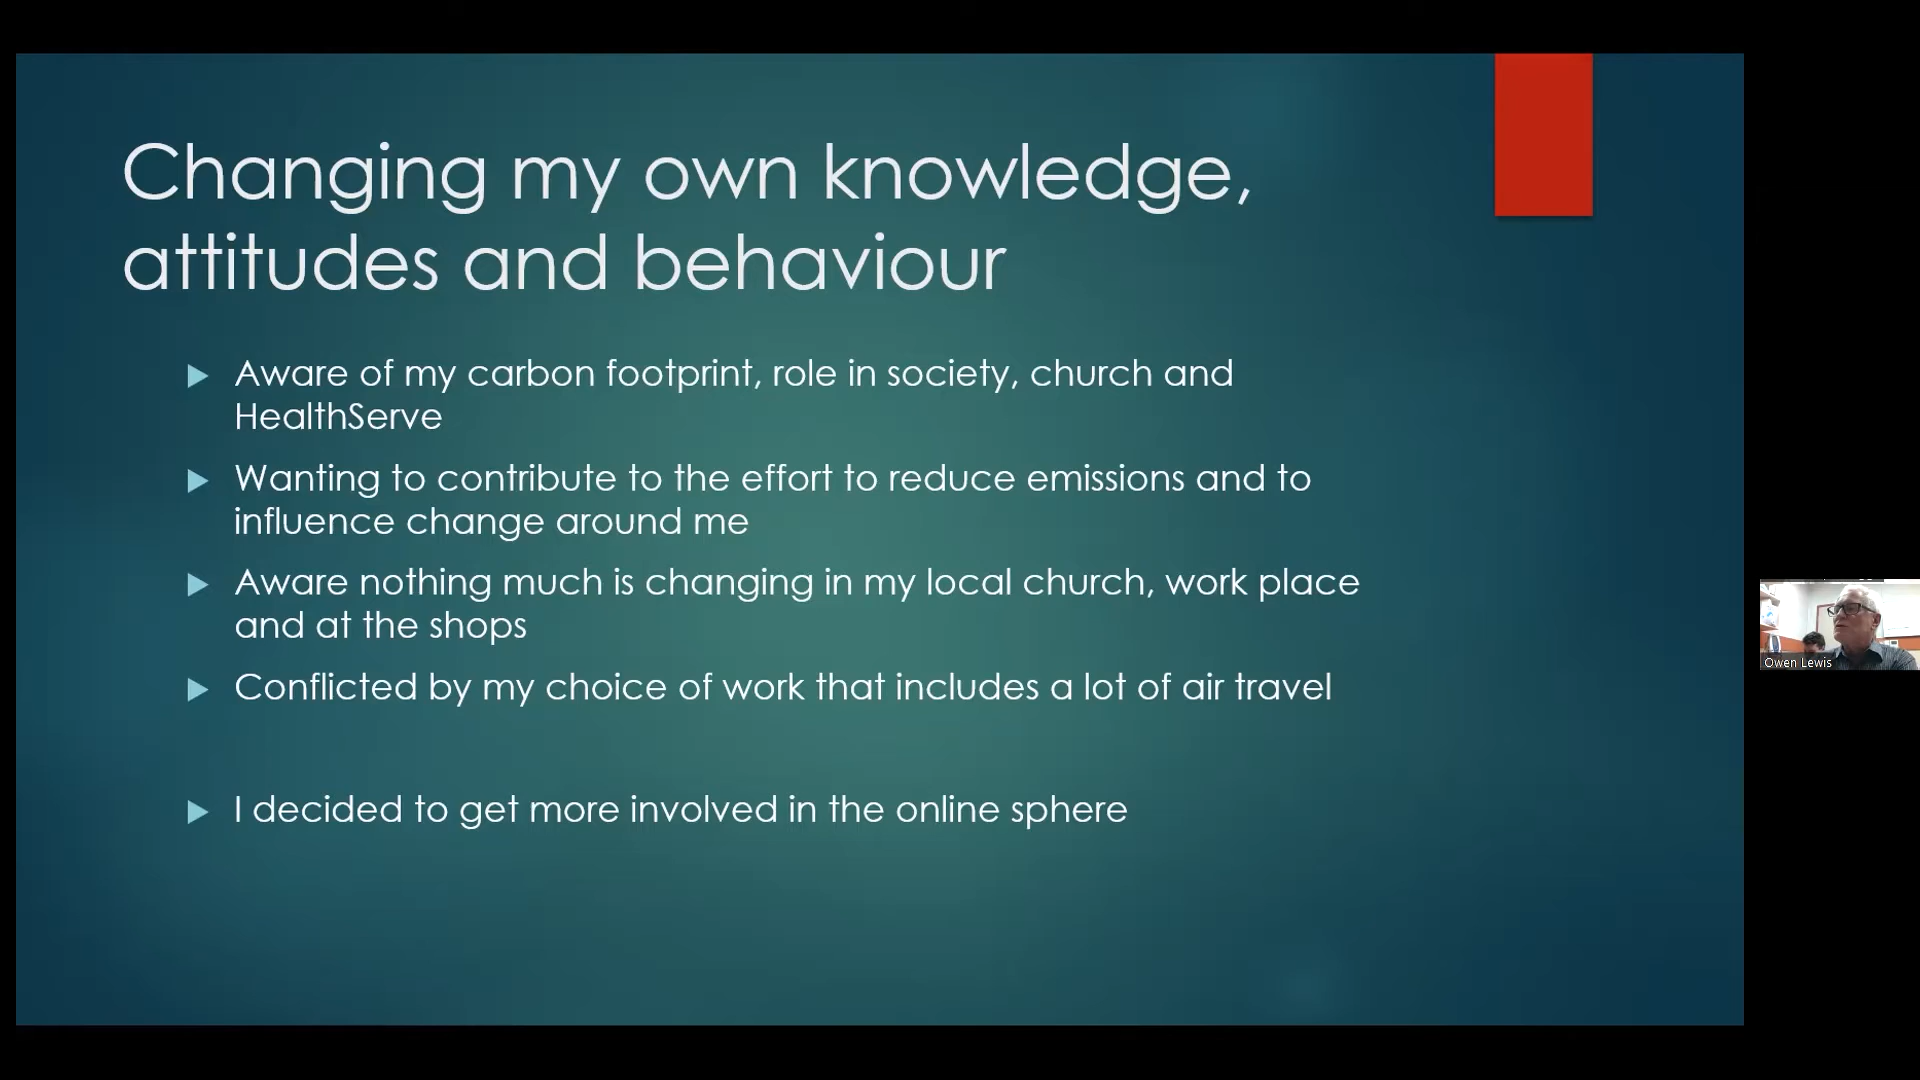 Changing my own knowledge,
attitudes and behaviour
Aware of my carbon footprint, role in society, church and
HealthServe
Wanting to contribute to the effort to reduce emissions and to
influence change around me
Aware nothing much is changing in my local church, work place
and at the shops
Conflicted by my choice of work that includes a lot of air travel
I decided to get more involved in the online sphere
Owen Lewis